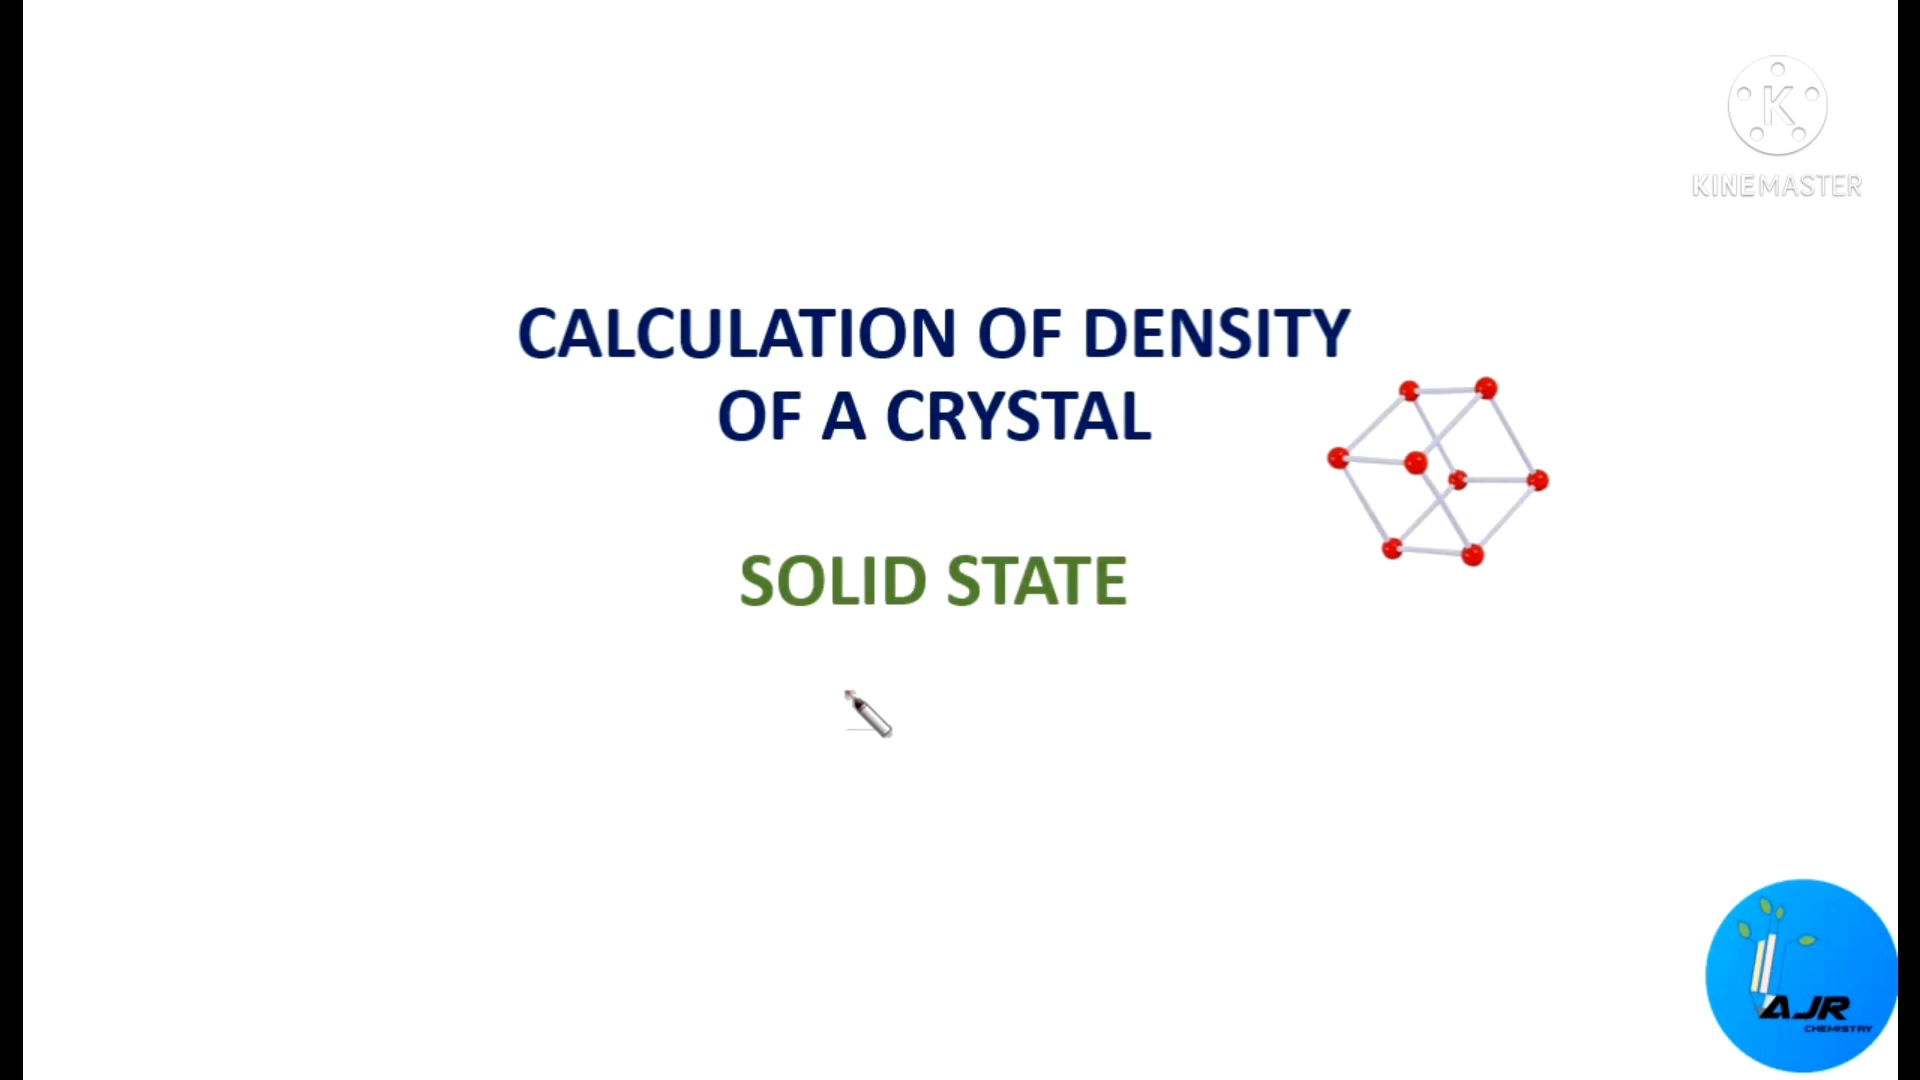 K
KINEMASTER
CALCULATION OF DENSITY
OF A CRYSTAL
SOLID STATE
AJR
CHEMISTRY